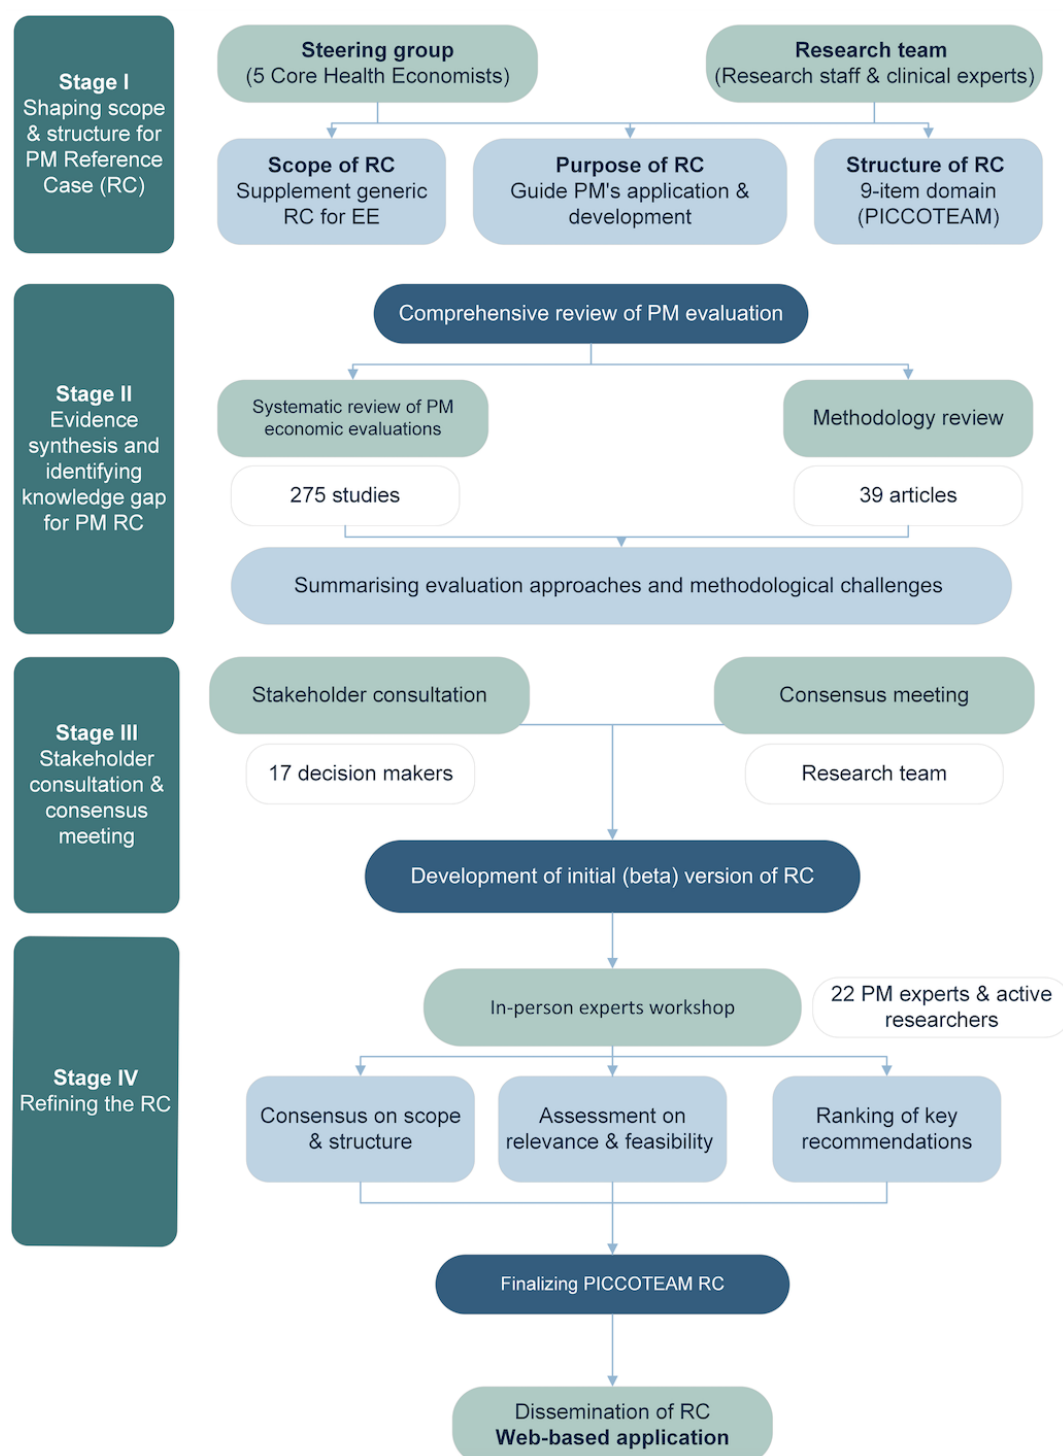 Stage I
Shaping scope
& structure for
PM Reference
Case (RC)
Steering group
(5 Core Health Economists)
Research team
(Research staff & clinical experts)
Scope of RC
Supplement generic
RC for EE
Purpose of RC
Guide PM's application &
development
Structure of RC
9-item domain
(PICCOTEAM)
Stage II
Evidence
synthesis and
identifying
knowledge gap
for PM RC
Comprehensive review of PM evaluation
Systematic review of PM
economic evaluations
Methodology review
275 studies
39 articles
Summarising evaluation approaches and methodological challenges
Stage III
Stakeholder
consultation &
consensus
meeting
Stakeholder consultation
Consensus meeting
17 decision makers
Research team
Development of initial (beta) version of RC
Stage IV
Refining the RC
In-person experts workshop
22 PM experts & active
researchers
Consensus on scope
& structure
Assessment on
relevance & feasibility
Ranking of key
recommendations
Finalizing PICCOTEAM RC
Dissemination of RC
Web-based application